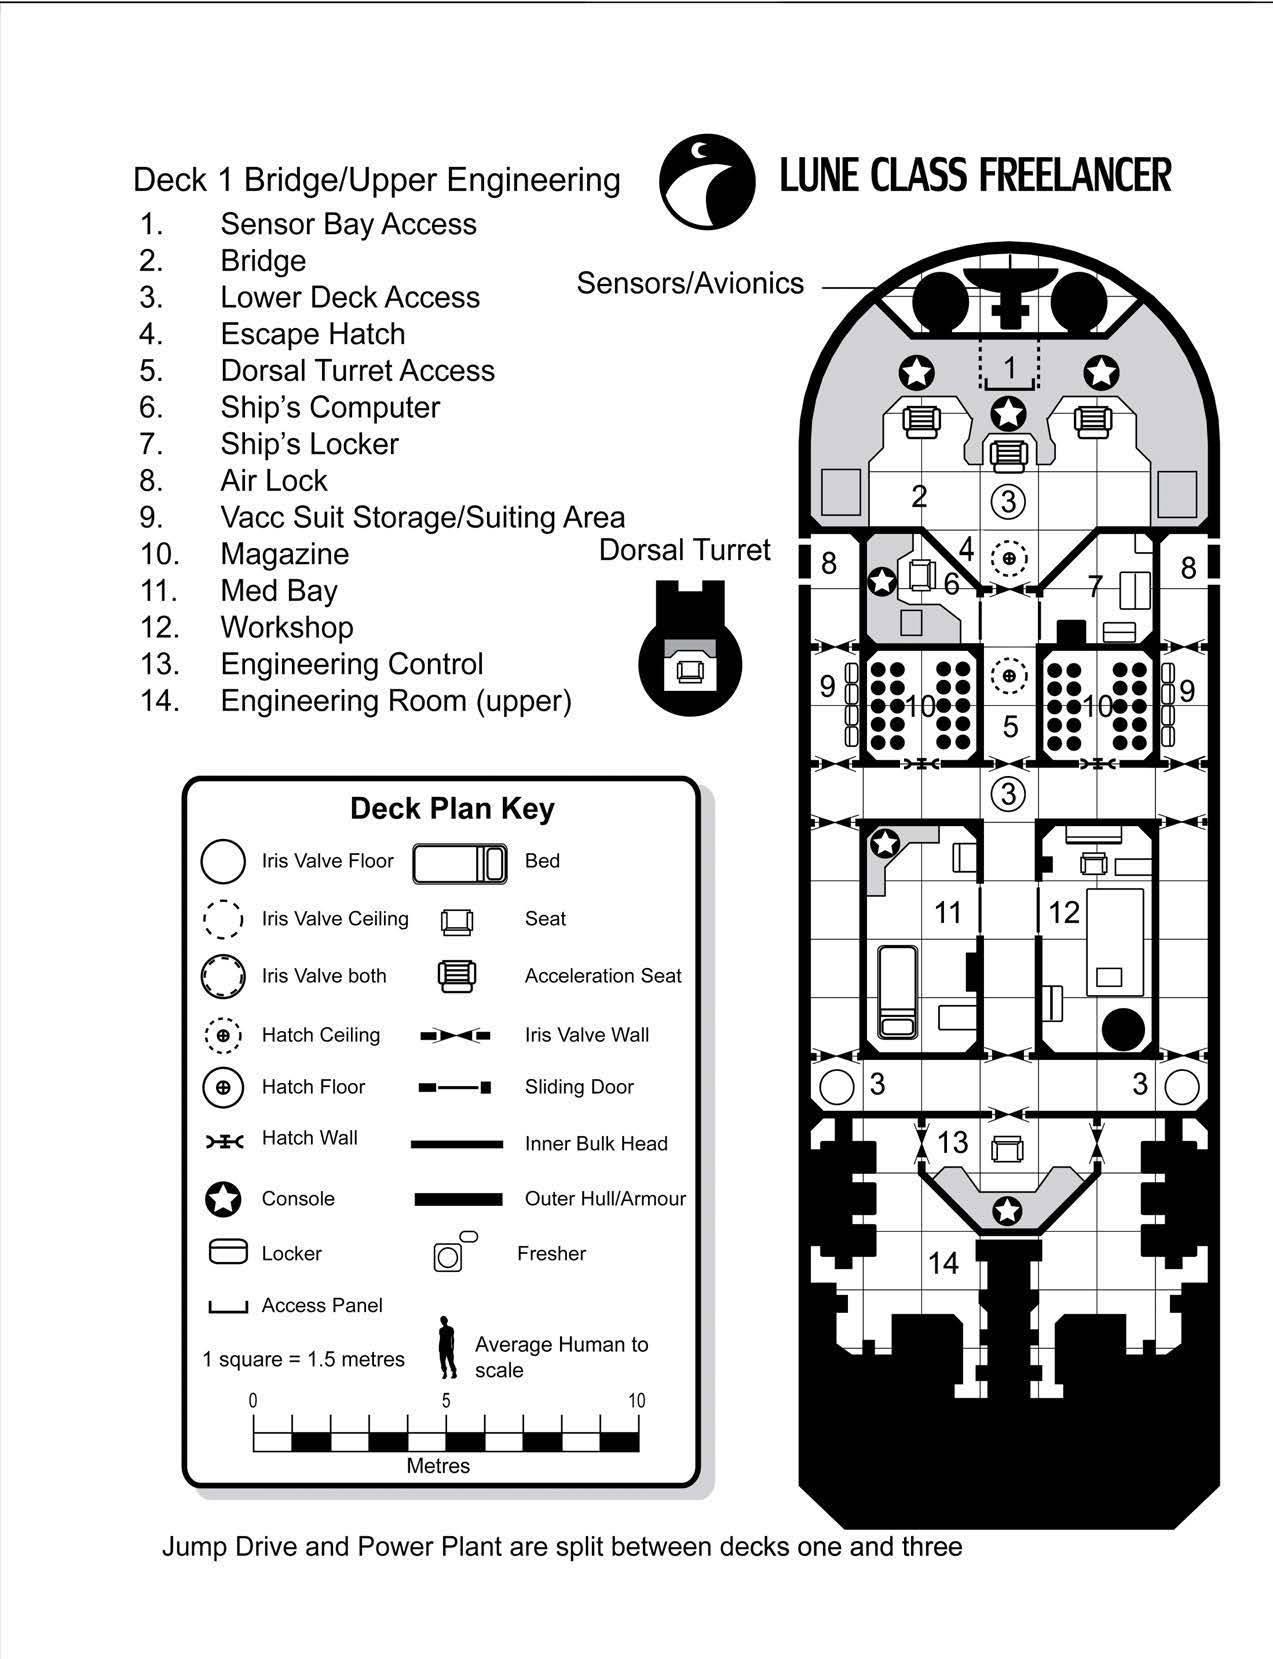 LUNE CLASS FREELANCER
Deck 1 Bridge/Upper Engineering
1. Sensor Bay Access
2. Bridge
3. Lower Deck Access
4. Escape Hatch
5. Dorsal Turret Access
6. Ship's Computer
7. Ship's Locker
8. Air Lock
9. Vacc Suit Storage/Suiting Area
10. Magazine
11. Med Bay
12. Workshop
13. Engineering Control
14. Engineering Room (upper)
Sensors/Avionics
Dorsal Turret
1
2
3
4
8
6
7
8
9
10
10
9
5
3
11
12
3
3
13
14
Deck Plan Key
Iris Valve Floor
Bed
Iris Valve Ceiling
Seat
Iris Valve both
Acceleration Seat
Hatch Ceiling
Iris Valve Wall
Hatch Floor
Sliding Door
Hatch Wall
Inner Bulk Head
Console
Outer Hull/Armour
Locker
Fresher
Access Panel
1 square = 1.5 metres
Average Human to
scale
0 5 10
Metres
Jump Drive and Power Plant are split between decks one and three